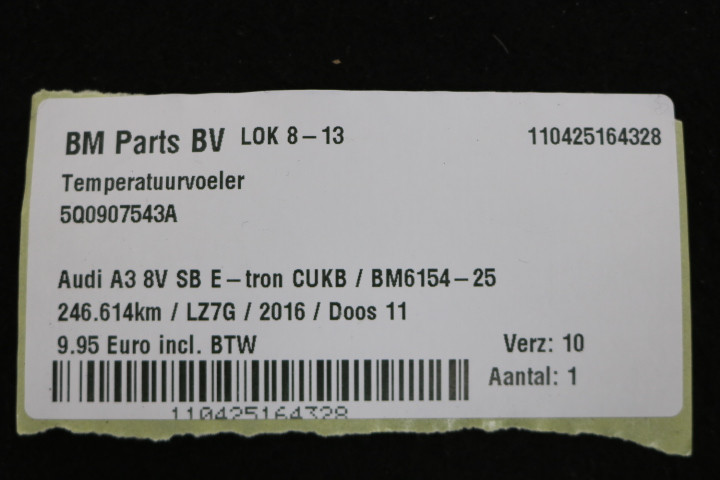 BM Parts BV LOK 8-13 110425164328
Temperatuurvoeler
5Q0907543A
Audi A3 8V SB E-tron CUKB / BM6154-25
246.614km / LZ7G / 2016 / Doos 11
9.95 Euro incl. BTW Verz: 10
Aantal: 1
110425164328